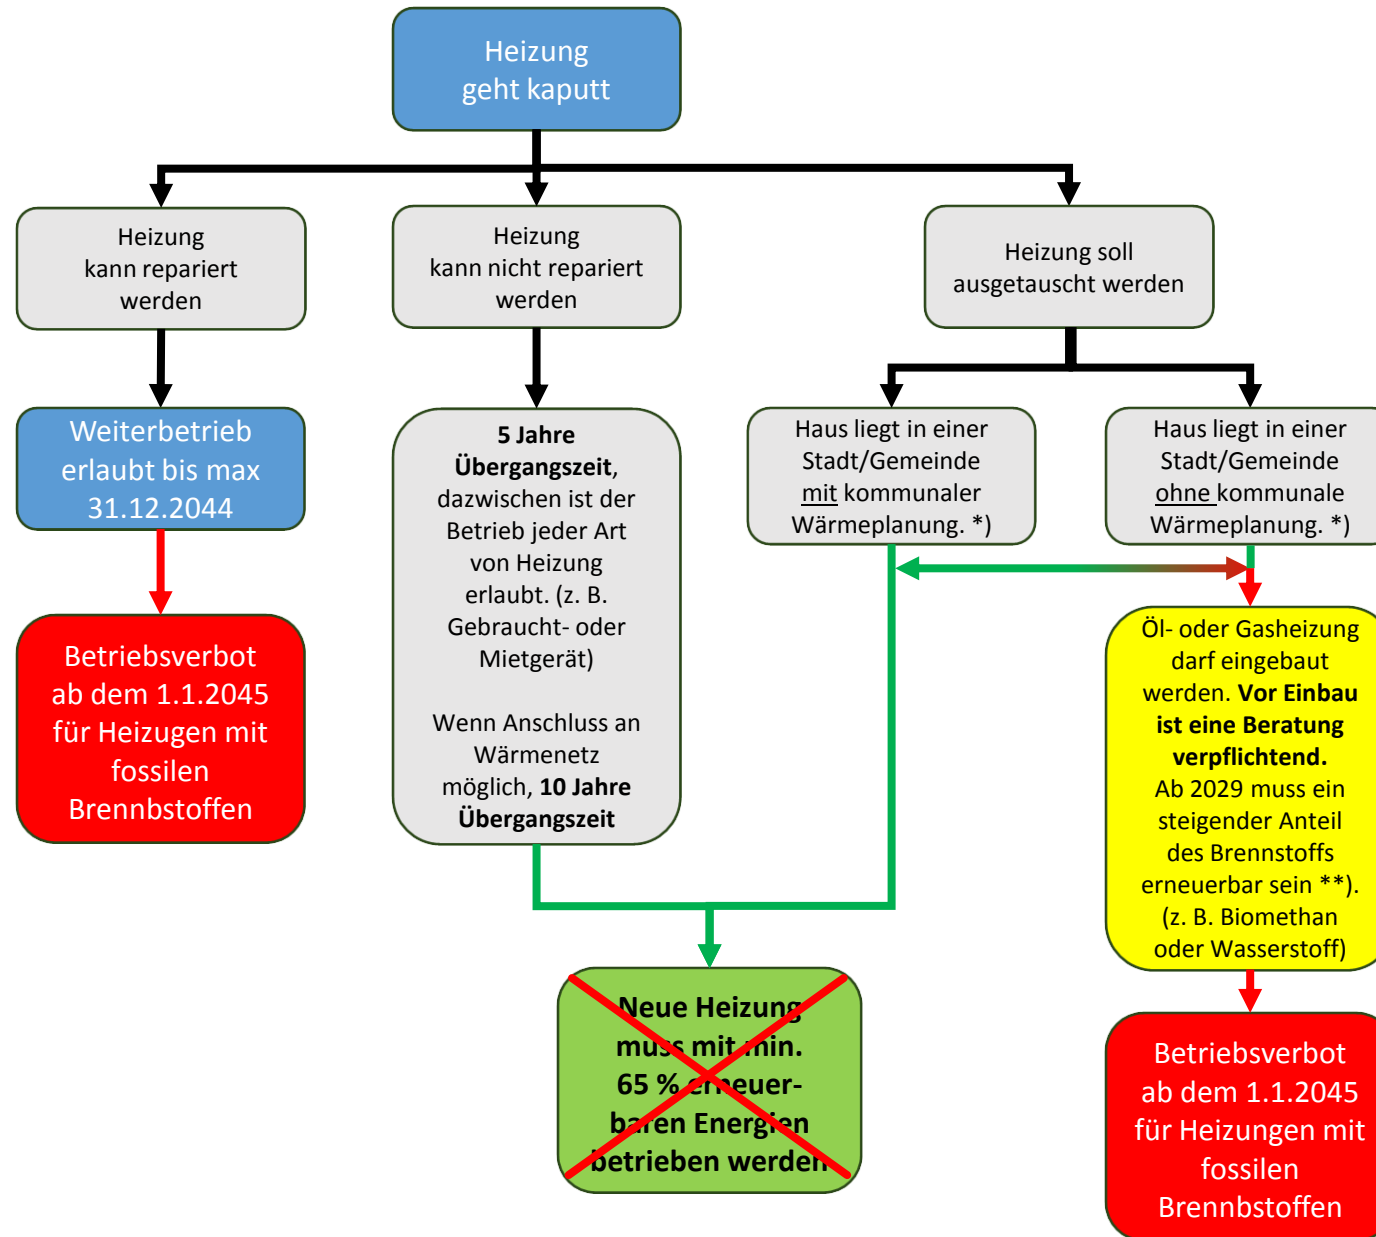 Heizung
geht kaputt
Heizung
kann repariert
werden
Heizung
kann nicht repariert
werden
Heizung soll
ausgetauscht werden
Weiterbetrieb
erlaubt bis max
31.12.2044
5 Jahre
Übergangszeit,
dazwischen ist der
Betrieb jeder Art
von Heizung
erlaubt. (z. B.
Gebraucht- oder
Mietgerät)
Wenn Anschluss an
Wärmenetz
möglich, 10 Jahre
Übergangszeit
Haus liegt in einer
Stadt/Gemeinde
mit kommunaler
Wärmeplanung. *)
Haus liegt in einer
Stadt/Gemeinde
ohne kommunale
Wärmeplanung. *)
Betriebsverbot
ab dem 1.1.2045
für Heizugen mit
fossilen
Brennbstoffen
Öl- oder Gasheizung
darf eingebaut
werden. Vor Einbau
ist eine Beratung
verpflichtend.
Ab 2029 muss ein
steigender Anteil
des Brennstoffs
erneuerbar sein **).
(z. B. Biomethan
oder Wasserstoff)
Neue Heizung
muss mit min.
65 % erneuer-
baren Energien
betrieben werden
Betriebsverbot
ab dem 1.1.2045
für Heizungen mit
fossilen
Brennbstoffen